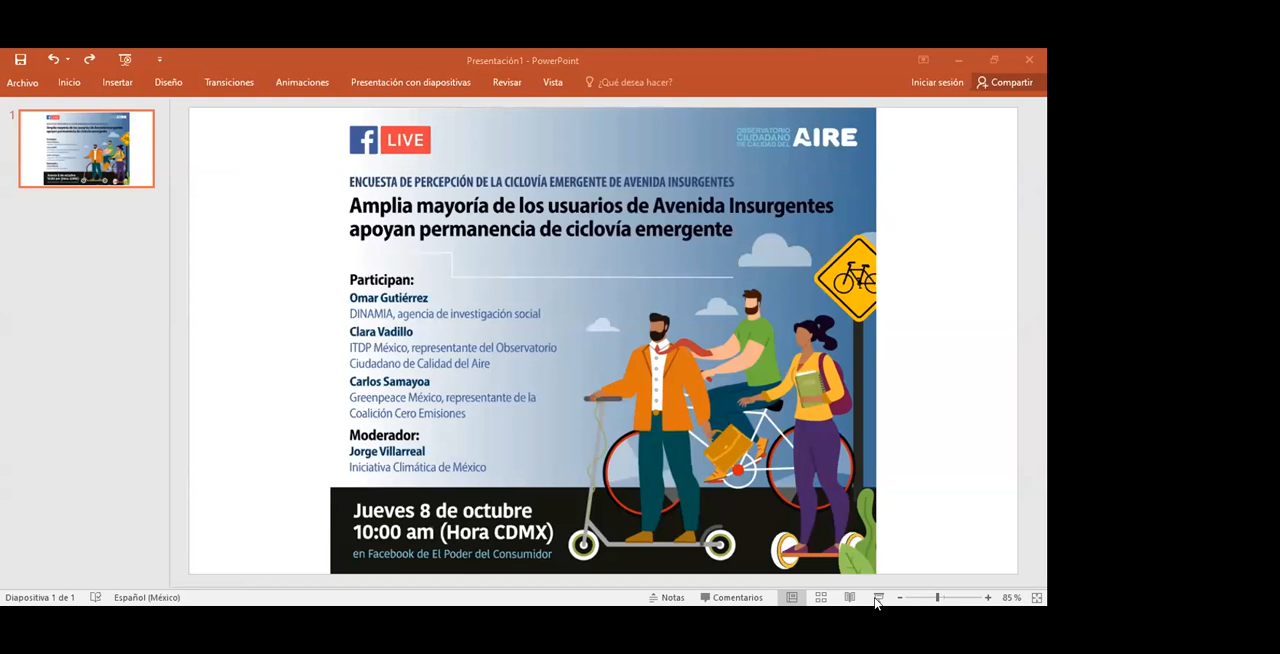 Presentación1 - PowerPoint
Archivo
Inicio
Insertar
Diseño
Transiciones
Animaciones
Presentación con diapositivas
Revisar
Vista
¿Qué desea hacer?
Iniciar sesión
Compartir
1
f LIVE
OBSERVATORIO
CIUDADANO
DE CALIDAD DEL
AIRE
ENCUESTA DE PERCEPCIÓN DE LA CICLOVÍA EMERGENTE DE AVENIDA INSURGENTES
Amplia mayoría de los usuarios de Avenida Insurgentes
apoyan permanencia de ciclovía emergente
Participan:
Omar Gutiérrez
DINAMIA, agencia de investigación social
Clara Vadillo
ITDP México, representante del Observatorio
Ciudadano de Calidad del Aire
Carlos Samayoa
Greenpeace México, representante de la
Coalición Cero Emisiones
Moderador:
Jorge Villarreal
Iniciativa Climática de México
Jueves 8 de octubre
10:00 am (Hora CDMX)
en Facebook de El Poder del Consumidor
Diapositiva 1 de 1
Español (México)
Notas
Comentarios
85 %